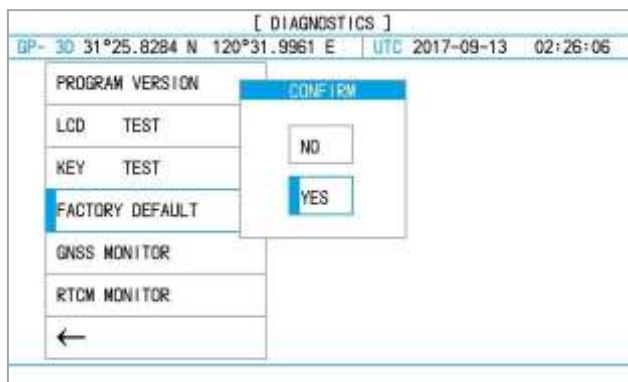 [ DIAGNOSTICS ]
GP- 3D 31°25.8284 N 120°31.9961 E UTC 2017-09-13 02:26:06
PROGRAM VERSION
LCD TEST
KEY TEST
FACTORY DEFAULT
GNSS MONITOR
RTCM MONITOR
←
CONFIRM
NO
YES